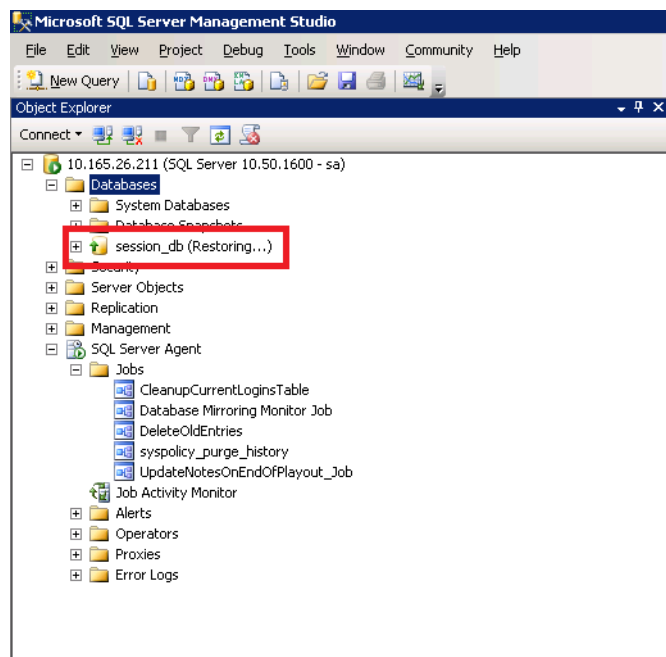 Microsoft SQL Server Management Studio
File Edit View Project Debug Tools Window Community Help
New Query
Object Explorer
Connect
10.165.26.211 (SQL Server 10.50.1600 - sa)
Databases
System Databases
Database Snapshots
session_db (Restoring...)
Security
Server Objects
Replication
Management
SQL Server Agent
Jobs
CleanupCurrentLoginsTable
Database Mirroring Monitor Job
DeleteOldEntries
syspolicy_purge_history
UpdateNotesOnEndOfPlayout_Job
Job Activity Monitor
Alerts
Operators
Proxies
Error Logs